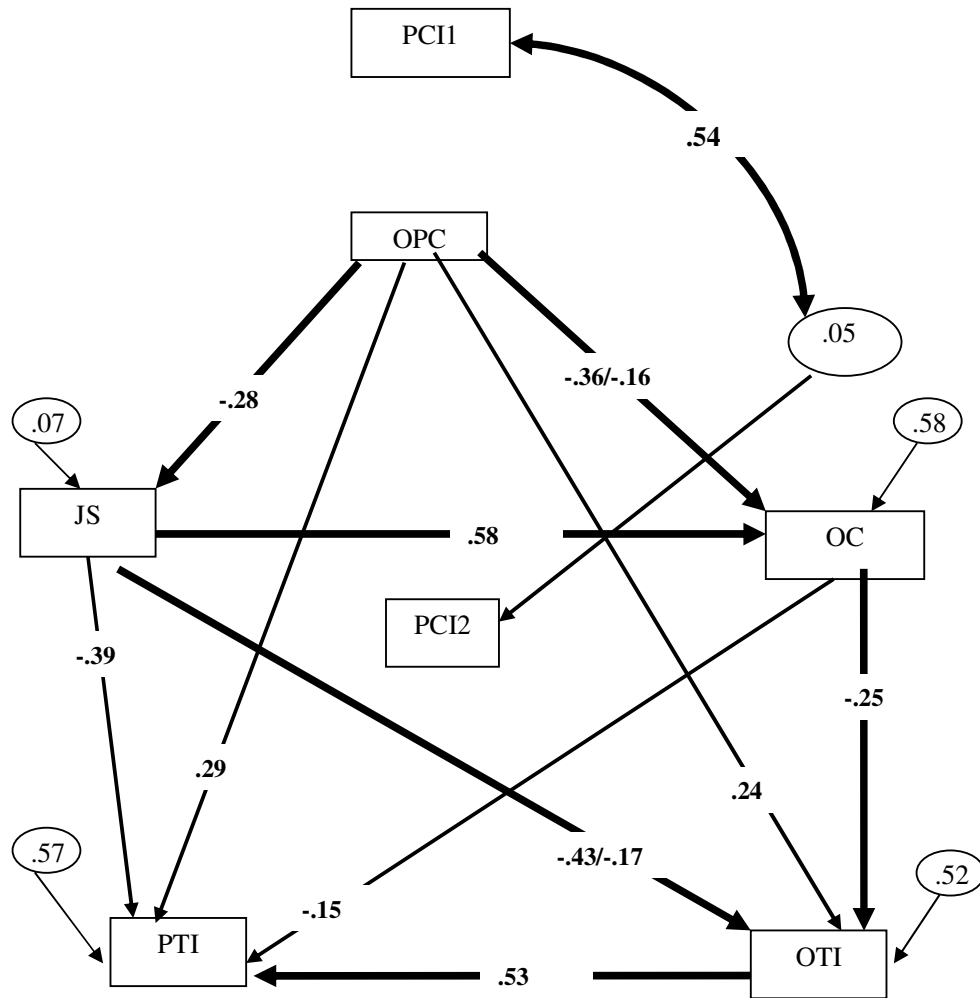 PCI1
.54
OPC
.05
-.36/-.16
-.28
.07
.58
JS
.58
OC
PCI2
-.39
-.25
.29
.24
-.43/-.17
.57
.52
-.15
PTI
OTI
.53